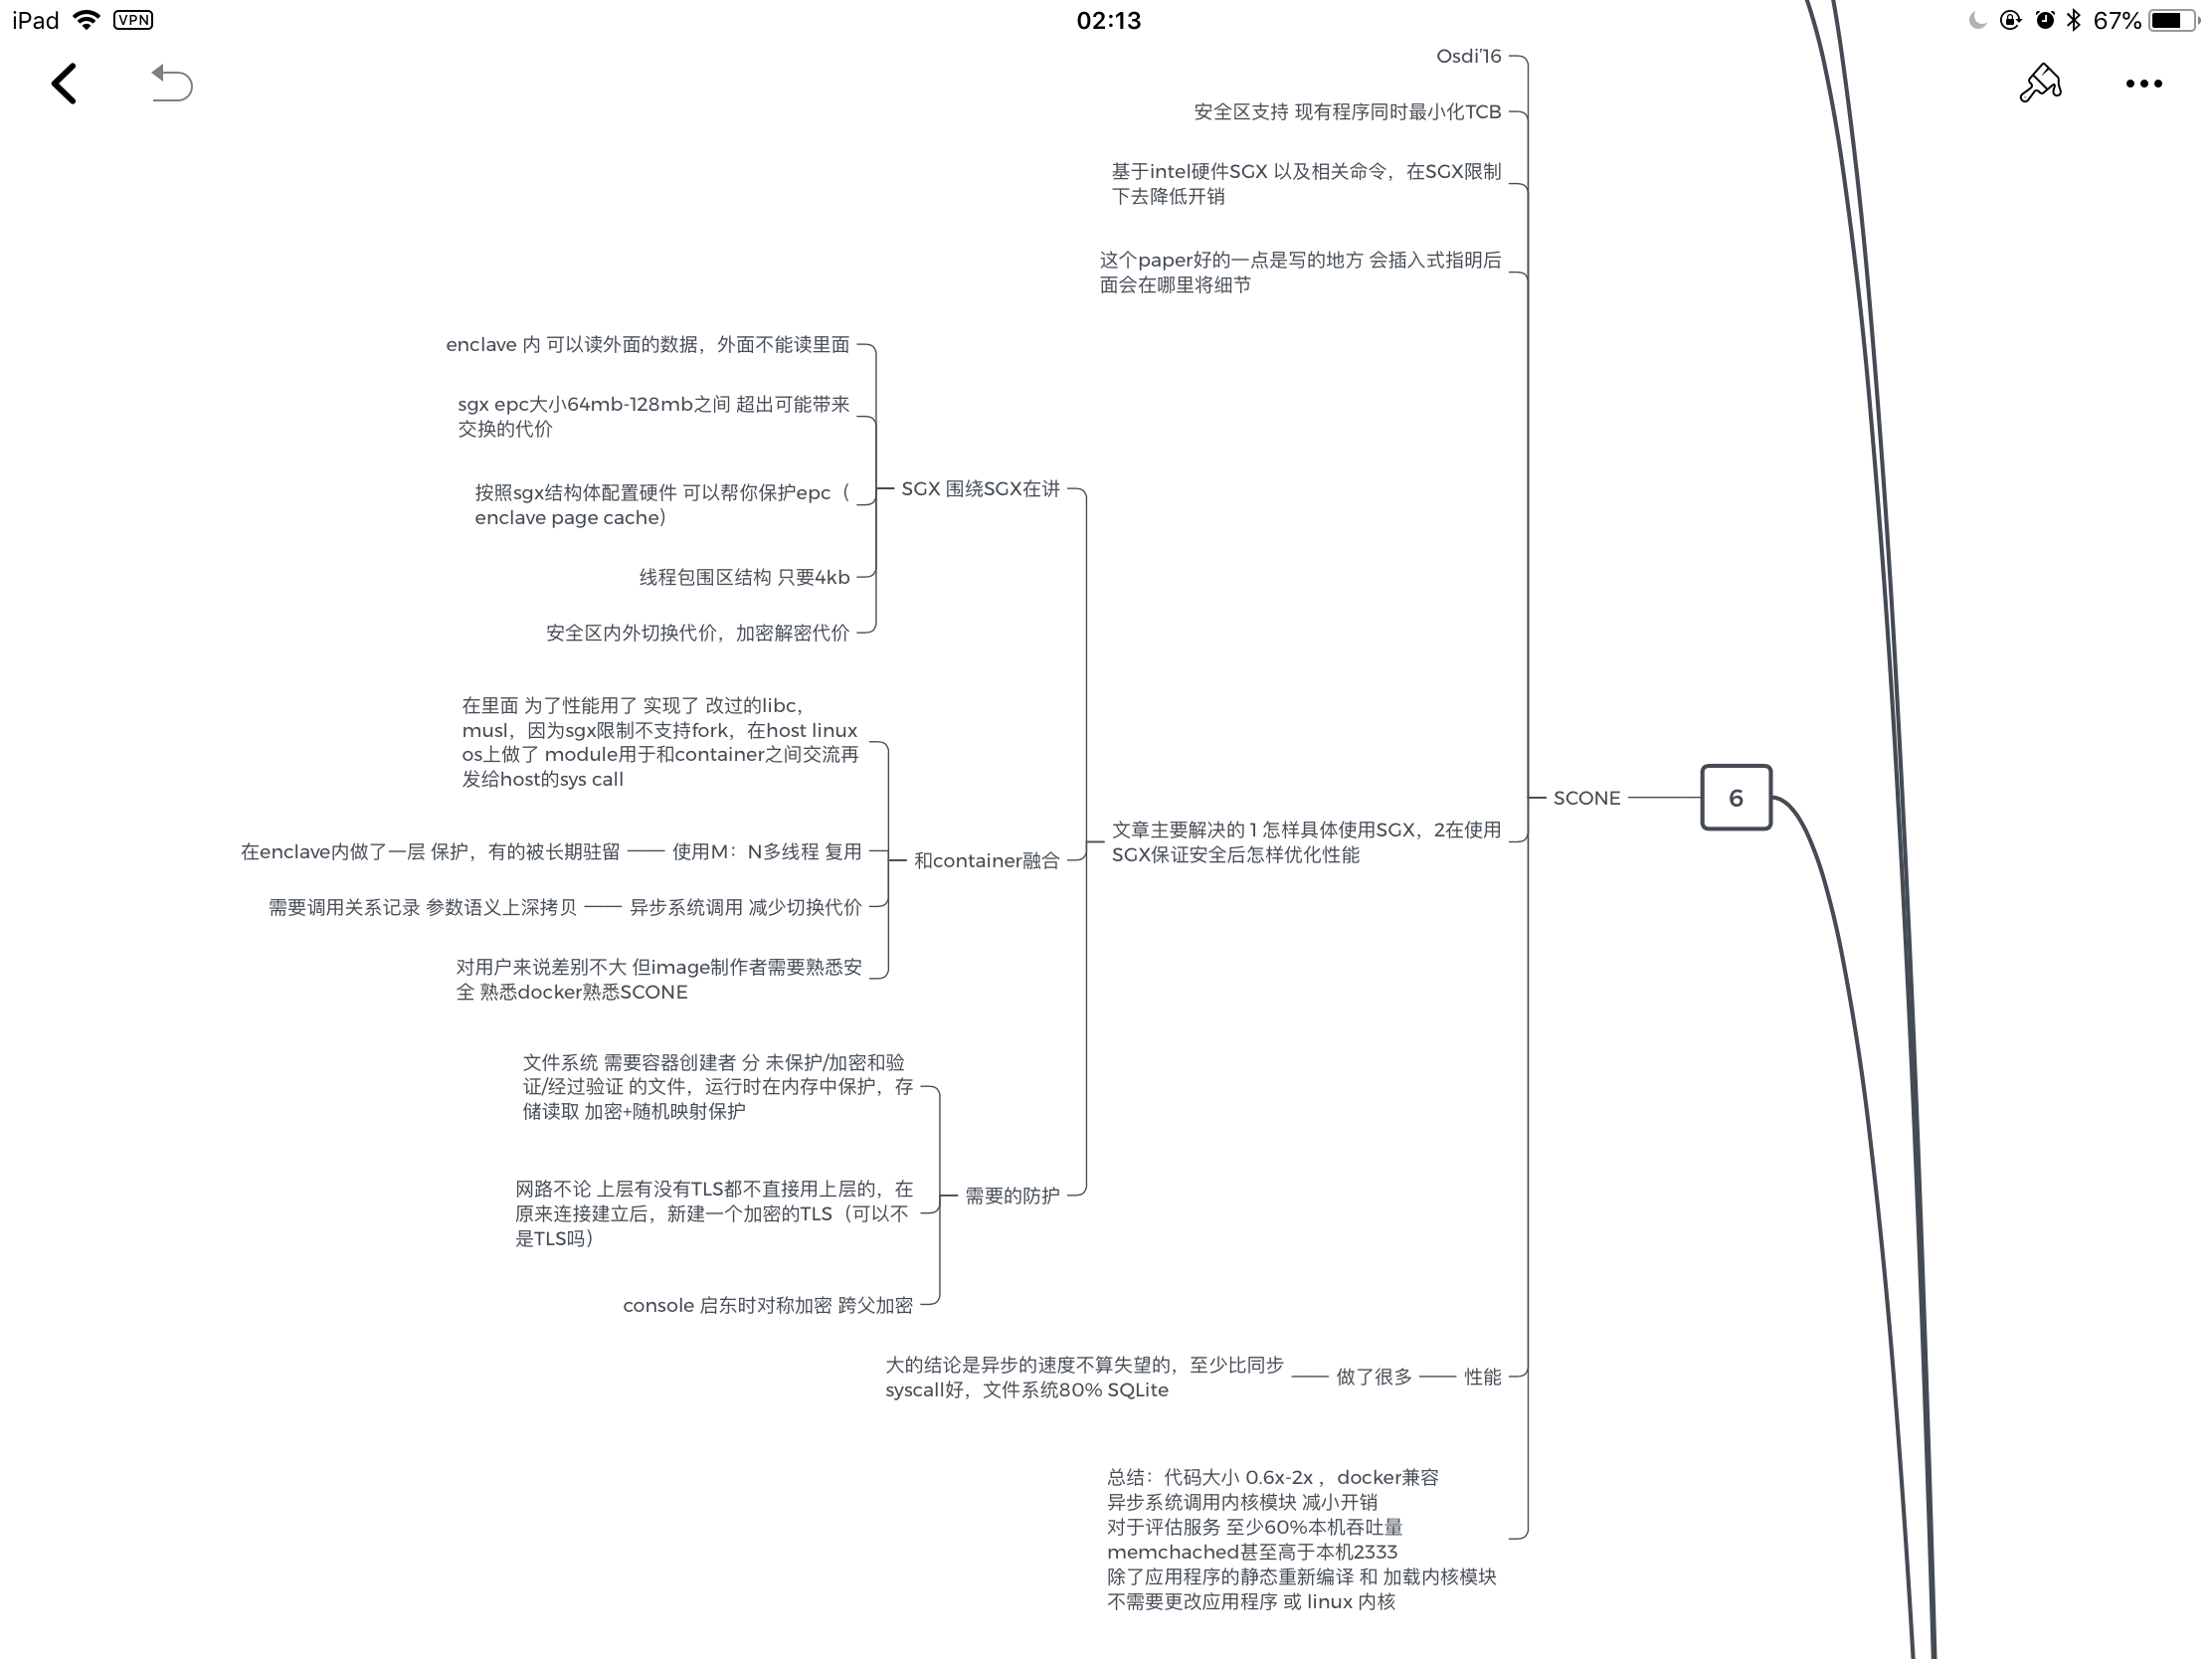 iPad VPN 02:13 67%
Osdi'16
安全区支持 现有程序同时最小化TCB
基于intel硬件SGX 以及相关命令，在SGX限制
下去降低开销
这个paper好的一点是写的地方 会插入式指明后
面会在哪里将细节
enclave 内 可以读外面的数据，外面不能读里面
sgx epc大小64mb-128mb之间 超出可能带来
交换的代价
按照sgx结构体配置硬件 可以帮你保护epc（
enclave page cache）
线程包围区结构 只要4kb
安全区内外切换代价，加密解密代价
SGX 围绕SGX在讲
在里面 为了性能用了 实现了 改过的libc，
musl，因为sgx限制不支持fork，在host linux
os上做了 module用于和container之间交流再
发给host的sys call
在enclave内做了一层 保护，有的被长期驻留
使用M：N多线程 复用
需要调用关系记录 参数语义上深拷贝
异步系统调用 减少切换代价
对用户来说差别不大 但image制作者需要熟悉安
全 熟悉docker熟悉SCONE
和container融合
文件系统 需要容器创建者 分 未保护/加密和验
证/经过验证 的文件，运行时在内存中保护，存
储读取 加密+随机映射保护
网路不论 上层有没有TLS都不直接用上层的，在
原来连接建立后，新建一个加密的TLS（可以不
是TLS吗）
console 启东时对称加密 跨父加密
需要的防护
文章主要解决的 1 怎样具体使用SGX，2在使用
SGX保证安全后怎样优化性能
大的结论是异步的速度不算失望的，至少比同步
syscall好，文件系统80% SQLite
做了很多
性能
总结：代码大小 0.6x-2x ，docker兼容
异步系统调用内核模块 减小开销
对于评估服务 至少60%本机吞吐量
memchached甚至高于本机2333
除了应用程序的静态重新编译 和 加载内核模块
不需要更改应用程序 或 linux 内核
SCONE
6